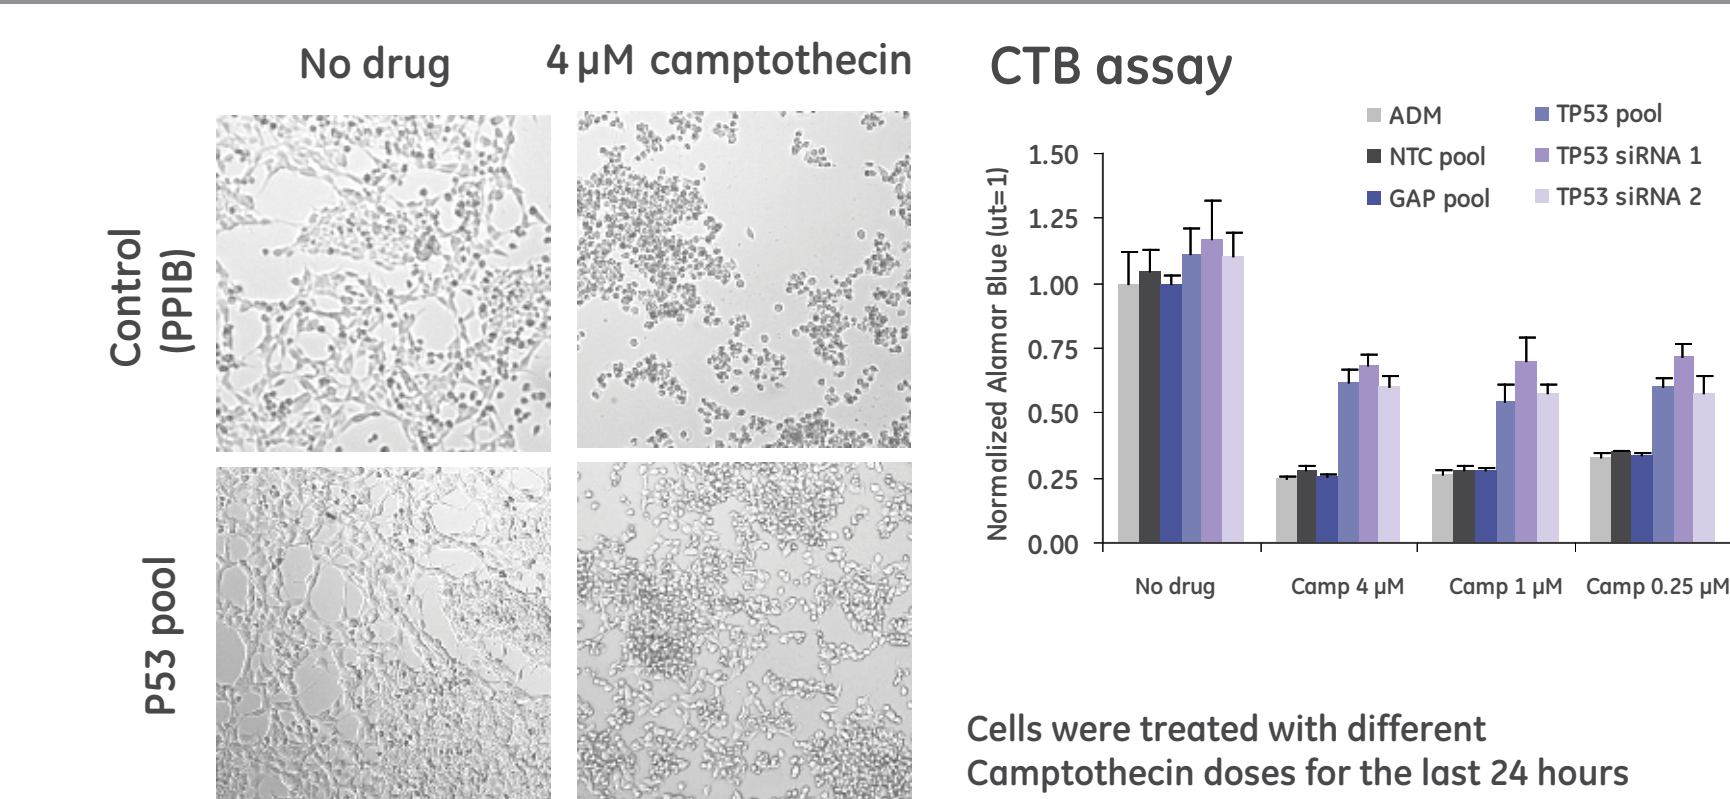 No drug
4 µM camptothecin
Control
(PPIB)
P53 pool
CTB assay
ADM
NTC pool
GAP pool
TP53 pool
TP53 siRNA 1
TP53 siRNA 2
Normalized Alamar Blue (ut=1)
1.50
1.25
1.00
0.75
0.50
0.25
0.00
No drug
Camp 4 µM
Camp 1 µM
Camp 0.25 µM
Cells were treated with different
Camptothecin doses for the last 24 hours